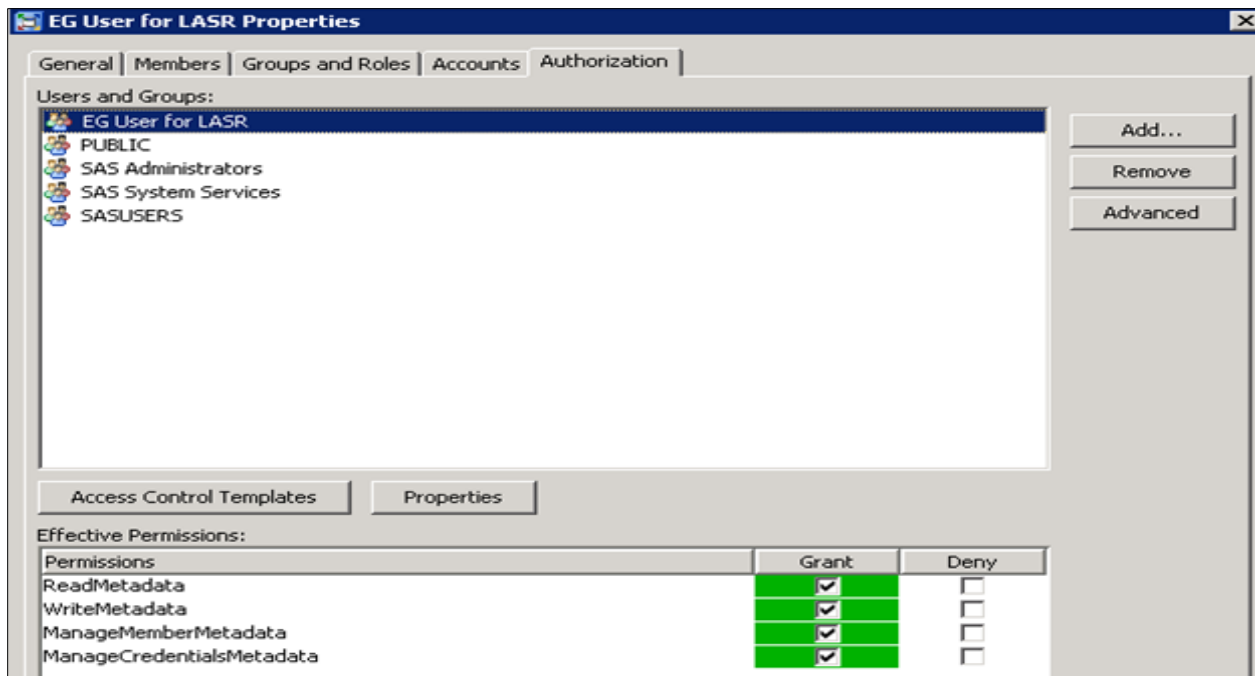 EG User for LASR Properties
General Members Groups and Roles Accounts Authorization
Users and Groups:
EG User for LASR
PUBLIC
SAS Administrators
SAS System Services
SASUSERS
Add...
Remove
Advanced
Access Control Templates Properties
Effective Permissions:
Permissions Grant Deny
ReadMetadata
WriteMetadata
ManageMemberMetadata
ManageCredentialsMetadata